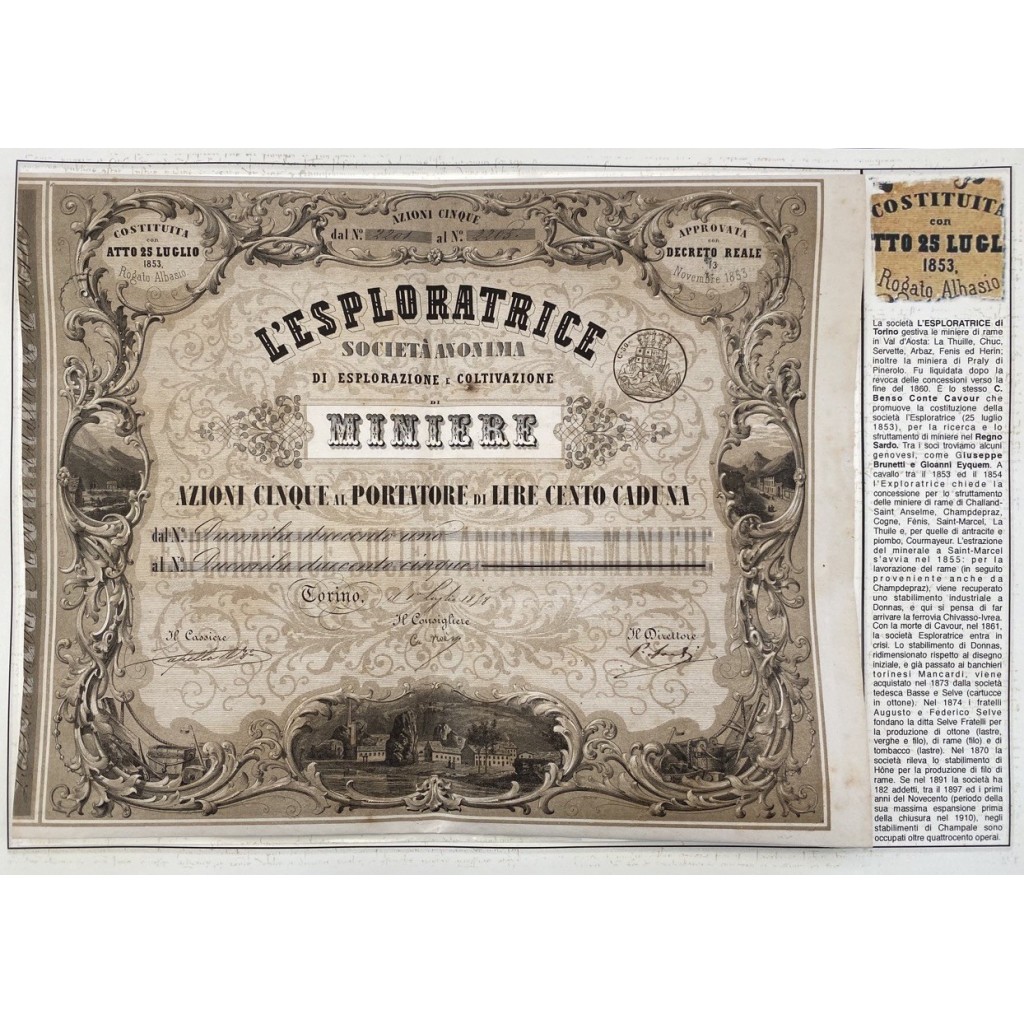 COSTITUITA
con
ATTO 25 LUGLIO
1853,
Rogato Albasio
AZIONI CINQUE
dal Nº. 2201 al Nº. 2205
APPROVATA
con
DECRETO REALE
13
Novembre 1853
L'ESPLORATRICE
SOCIETÀ ANONIMA
DI ESPLORAZIONE E COLTIVAZIONE
DI
MINIERE
AZIONI CINQUE AL PORTATORE DI LIRE CENTO CADUNA
dal Nº. Duemila duecento uno
al Nº. Duemila duecento cinque
Torino,
Il Consigliere
Il Cassiere
Il Direttore
COSTITUITA
con
TTO 25 LUGL
1853,
Rogato Albasio
La società L'ESPLORATRICE di
Torino gestiva le miniere di rame
in Val d'Aosta: La Thuille, Chuc,
Servette, Arbaz, Fenis ed Herin;
inoltre la miniera di Praly di
Pinerolo. Fu liquidata dopo la
revoca delle concessioni verso la
fine del 1860. È lo stesso C.
Benso Conte Cavour che
promuove la costituzione della
società l'Esploratrice (25 luglio
1853), per la ricerca e lo
sfruttamento di miniere nel Regno
Sardo. Tra i soci troviamo alcuni
genovesi, come Giuseppe
Brunetti e Gioanni Eyquem. A
cavallo tra il 1853 ed il 1854
l'Exploratrice chiede la
concessione per lo sfruttamento
delle miniere di rame di Challand-
Saint Anselme, Champdepraz,
Cogne, Fénis, Saint-Marcel, La
Thuile e, per quelle di antracite e
piombo, Courmayeur. L'estrazione
del minerale a Saint-Marcel
s'avvia nel 1855: per la
lavorazione del rame (in seguito
proveniente anche da
Champdepraz), viene recuperato
uno stabilimento industriale a
Donnas, e qui si pensa di far
arrivare la ferrovia Chivasso-Ivrea.
Con la morte di Cavour, nel 1861,
la società Esploratrice entra in
crisi. Lo stabilimento di Donnas,
ridimensionato rispetto al disegno
iniziale, e già passato ai banchieri
torinesi Mancardi, viene
acquistato nel 1873 dalla società
tedesca Basse e Selve (cartucce
in ottone). Nel 1874 i fratelli
Augusto e Federico Selve
fondano la ditta Selve Fratelli per
la produzione di ottone (lastre,
verghe e filo), di rame (filo) e di
tombacco (lastre). Nel 1870 la
società rileva lo stabilimento di
Hône per la produzione di filo di
rame. Se nel 1891 la società ha
182 addetti, tra il 1897 ed i primi
anni del Novecento (periodo della
sua massima espansione prima
della chiusura nel 1910), negli
stabilimenti di Champale sono
occupati oltre quattrocento operai.